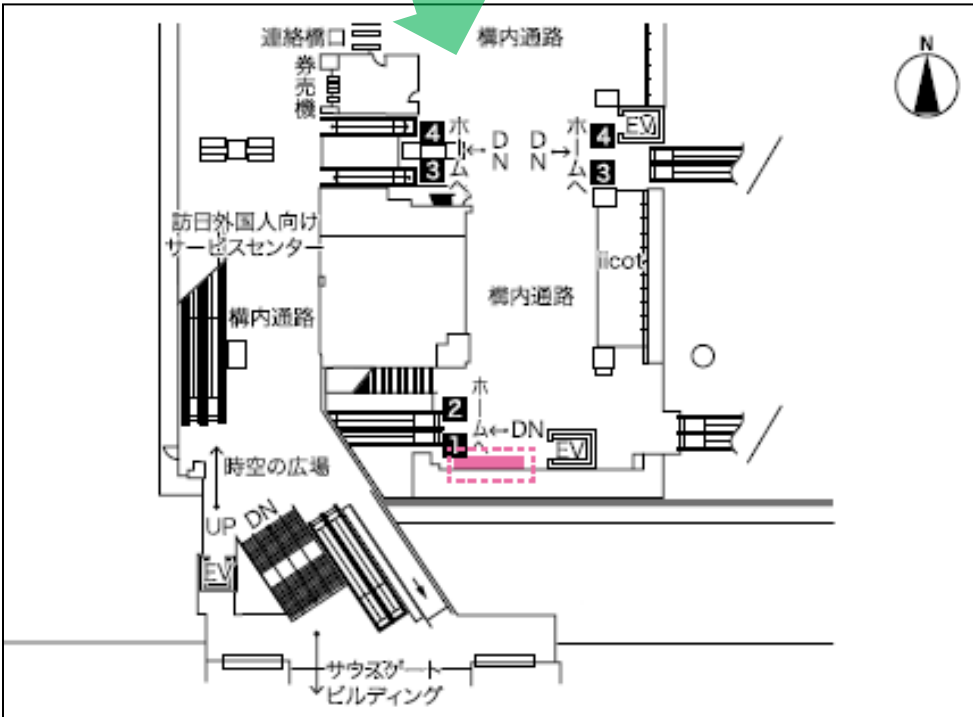 連絡橋口
構内通路
N
券売機
4
ホームへ
←DN
3
DN→
ホームへ
4
3
EV
訪日外国人向け
サービスセンター
iicot
構内通路
構内通路
2
1
ホームへ
←DN
EV
時空の広場
UP
DN
EV
サウスゲート
ビルディング